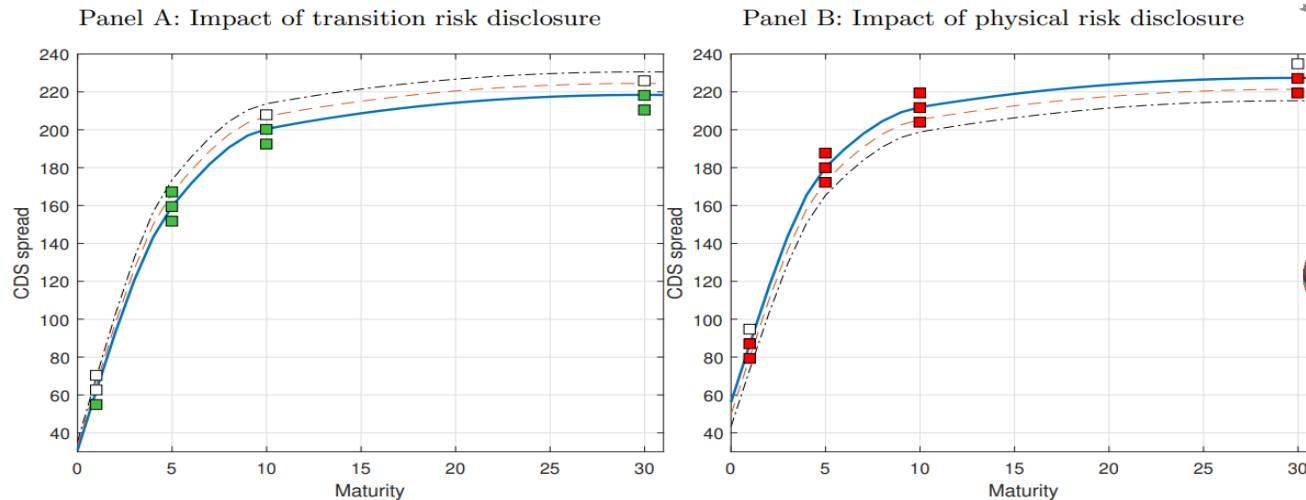 Panel A: Impact of transition risk disclosure
240
220
200
180
160
140
120
100
80
60
40
CDS spread
0 5 10 15 20 25 30
Maturity
Panel B: Impact of physical risk disclosure
240
220
200
180
160
140
120
100
80
60
40
CDS spread
0 5 10 15 20 25 30
Maturity